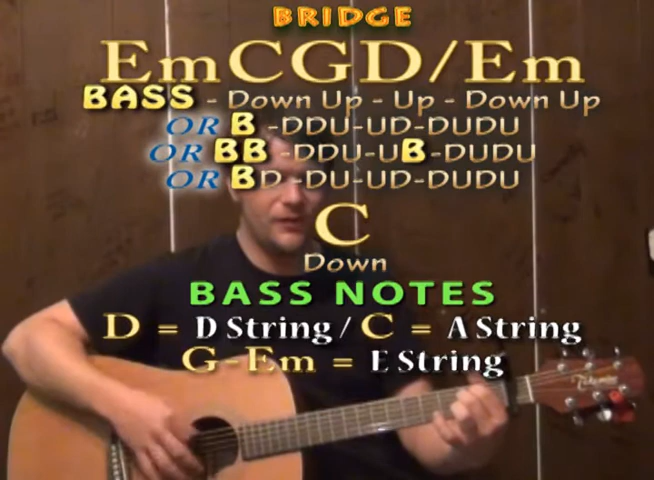 BRIDGE
EmCGD/Em
BASS - Down Up - Up - Down Up
OR B -DDU-UD-DUDU
OR BB -DDU-UB-DUDU
OR BD -DU-UD-DUDU
C
Down
BASS NOTES
D = D String / C = A String
G-Em = E String
Takamine